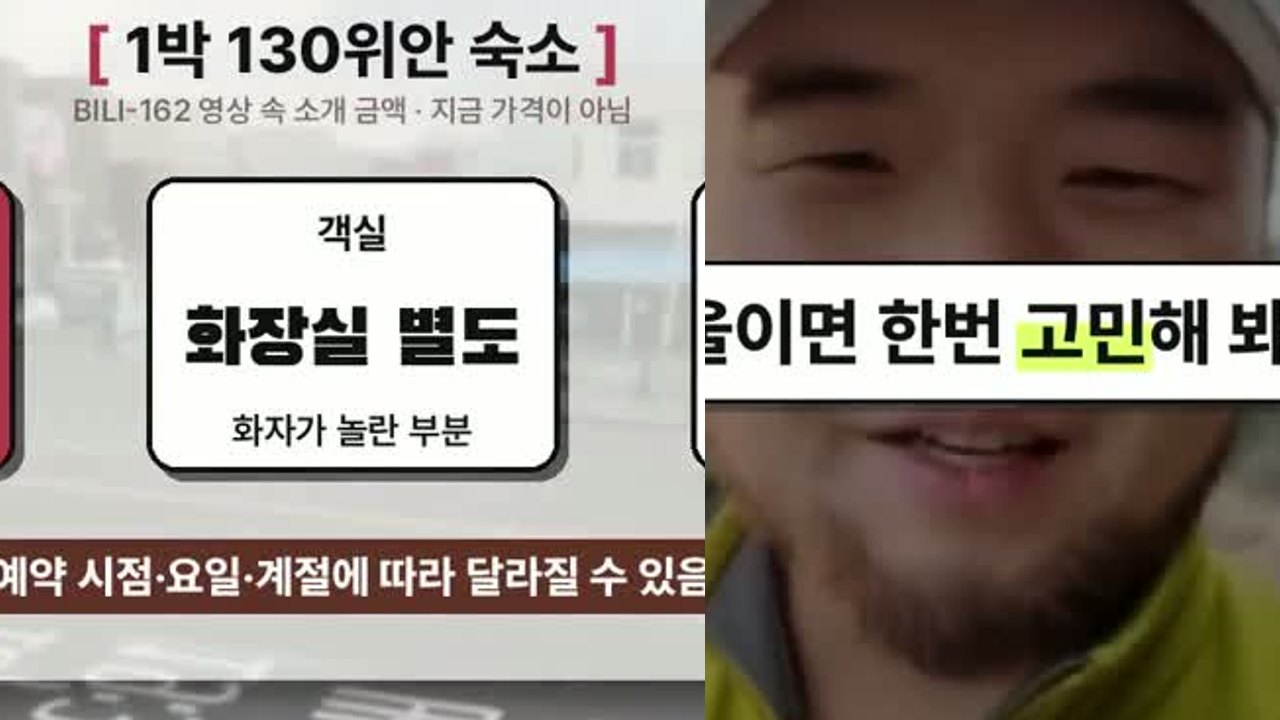 [ 1박 130위안 숙소 ]
BILI-162 영상 속 소개 금액 · 지금 가격이 아님
객실
화장실 별도
화자가 놀란 부분
예약 시점·요일·계절에 따라 달라질 수 있음
울이면 한번 고민해 봐